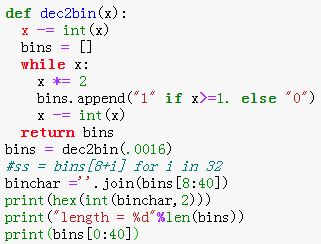 def dec2bin(x):
  x -= int(x)
  bins = []
  while x:
    x *= 2
    bins.append("1" if x>=1. else "0")
    x -= int(x)
  return bins
bins = dec2bin(.0016)
#ss = bins[8+i] for i in 32
binchar =''.join(bins[8:40])
print(hex(int(binchar,2)))
print("length = %d"%len(bins))
print(bins[0:40])